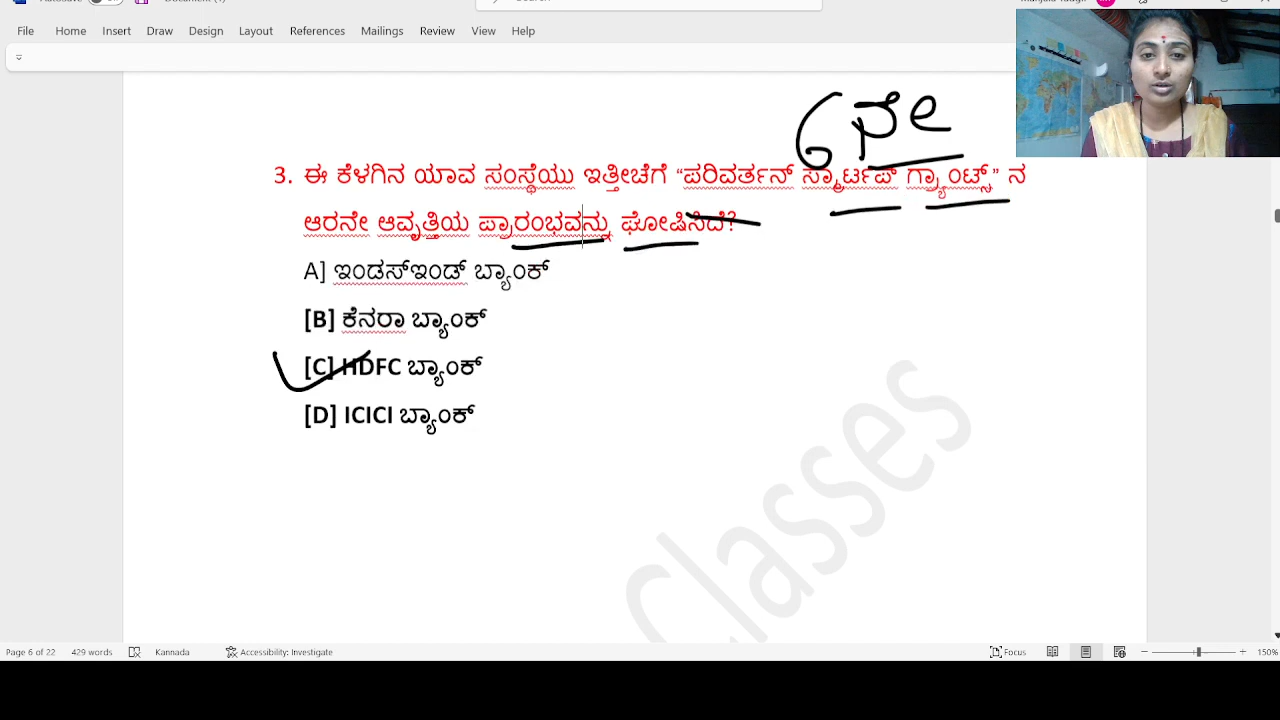 File Home Insert Draw Design Layout References Mailings Review View Help
6ನೇ
3. ಈ ಕೆಳಗಿನ ಯಾವ ಸಂಸ್ಥೆಯು ಇತ್ತೀಚೆಗೆ “ಪರಿವರ್ತನ್ ಸ್ಮಾರ್ಟಪ್ ಗ್ರ್ಯಾಂಟ್ಸ್” ನ
ಆರನೇ ಆವೃತ್ತಿಯ ಪ್ರಾರಂಭವನ್ನು ಘೋಷಿಸಿದೆ?
A] ಇಂಡಸ್ಇಂಡ್ ಬ್ಯಾಂಕ್
[B] ಕೆನರಾ ಬ್ಯಾಂಕ್
[C] HDFC ಬ್ಯಾಂಕ್
[D] ICICI ಬ್ಯಾಂಕ್
Classes
Page 6 of 22 429 words Kannada Accessibility: Investigate Focus 150%